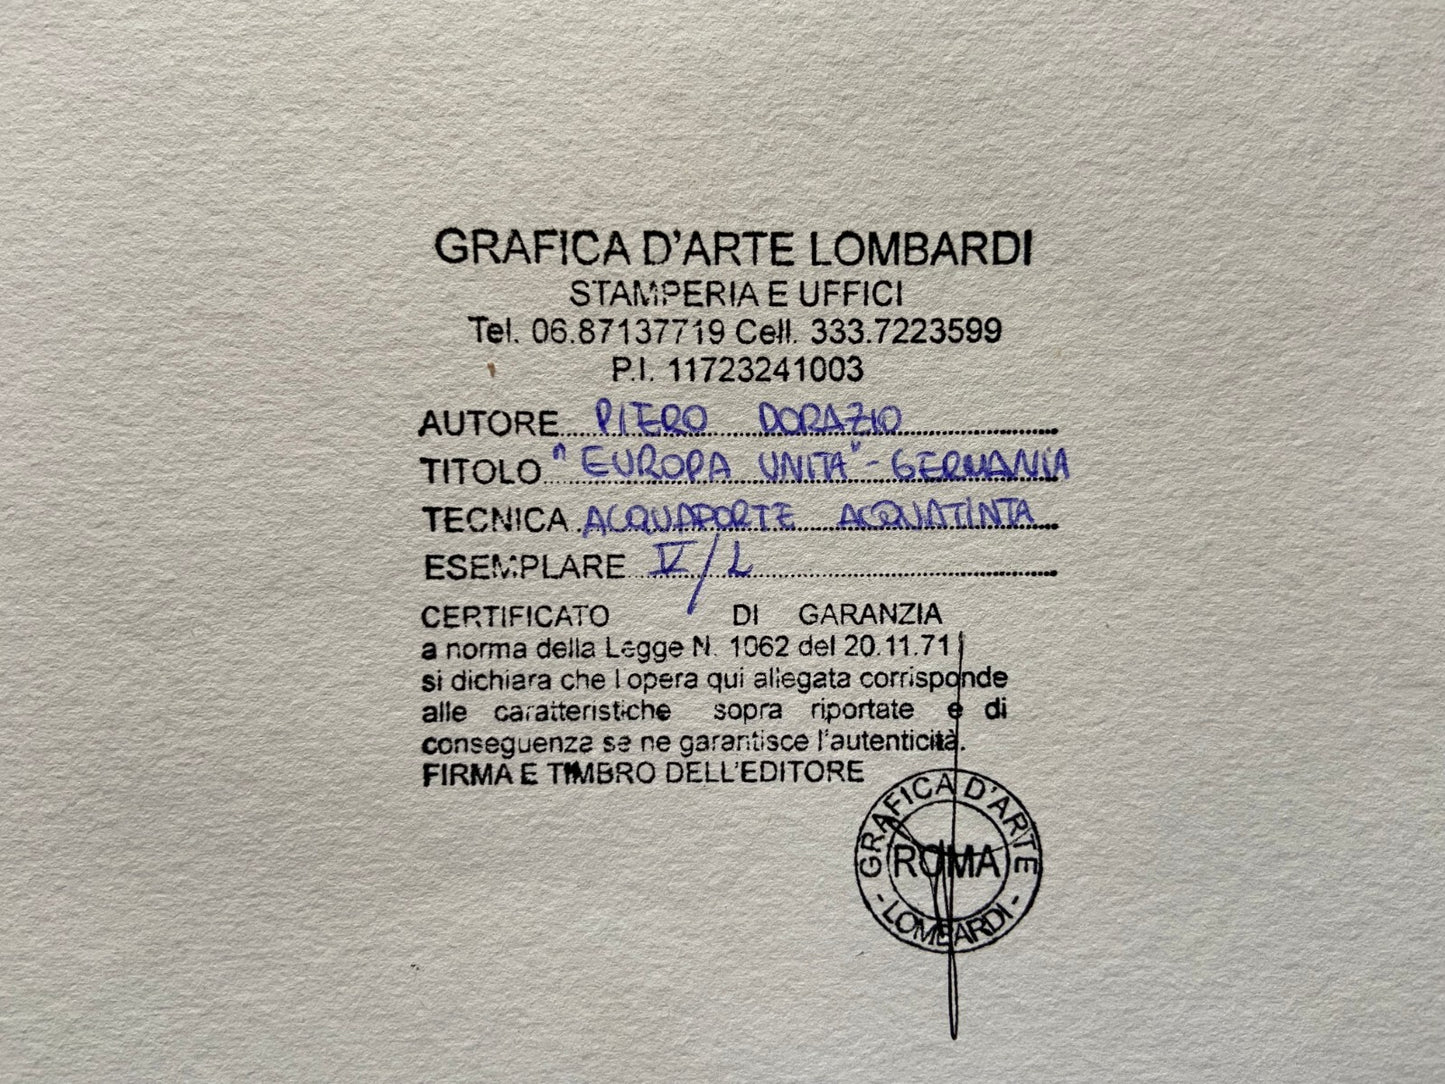 GRAFICA D'ARTE LOMBARDI
STAMPERIA E UFFICI
Tel. 06.87137719 Cell. 333.7223599
P.I. 11723241003
AUTORE PIERO DORAZIO
TITOLO "EUROPA UNITA" - GERMANIA
TECNICA ACQUAFORTE ACQUATINTA
ESEMPLARE V/L
CERTIFICATO DI GARANZIA
a norma della Legge N. 1062 del 20.11.71
si dichiara che l'opera qui allegata corrisponde
alle caratteristiche sopra riportate e di
conseguenza se ne garantisce l'autenticità.
FIRMA E TIMBRO DELL'EDITORE
GRAFICA D'ARTE
ROMA
- LOMBARDI -